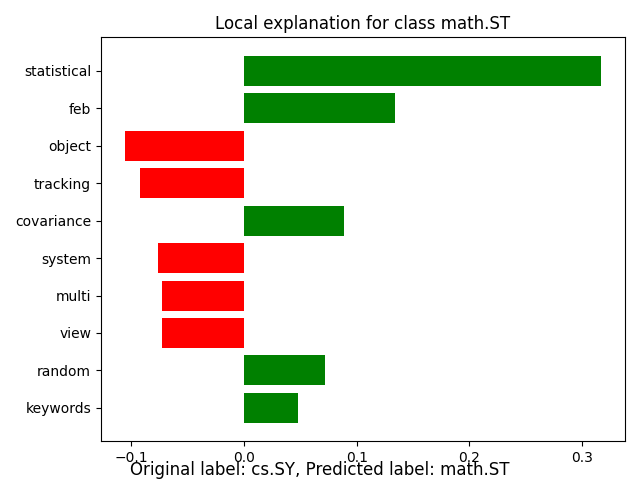 Local explanation for class math.ST
statistical
feb
object
tracking
covariance
system
multi
view
random
keywords
−0.1 0.0 0.1 0.2 0.3
Original label: cs.SY, Predicted label: math.ST